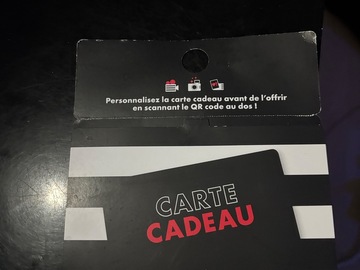 Personnalisez la carte cadeau avant de l'offrir
en scannant le QR code au dos !
CARTE
CADEAU